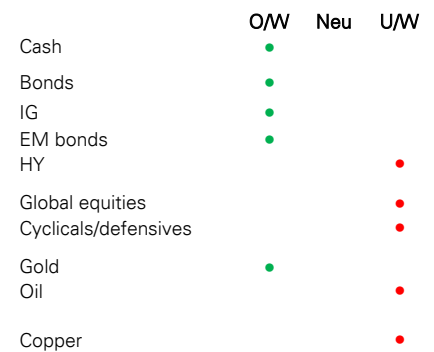 O/W Neu U/W
Cash
Bonds
IG
EM bonds
HY
Global equities
Cyclicals/defensives
Gold
Oil
Copper